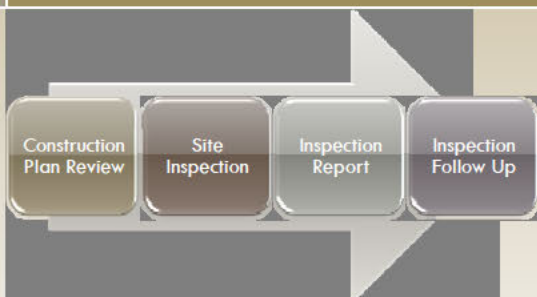 Construction
Plan Review
Site
Inspection
Inspection
Report
Inspection
Follow Up